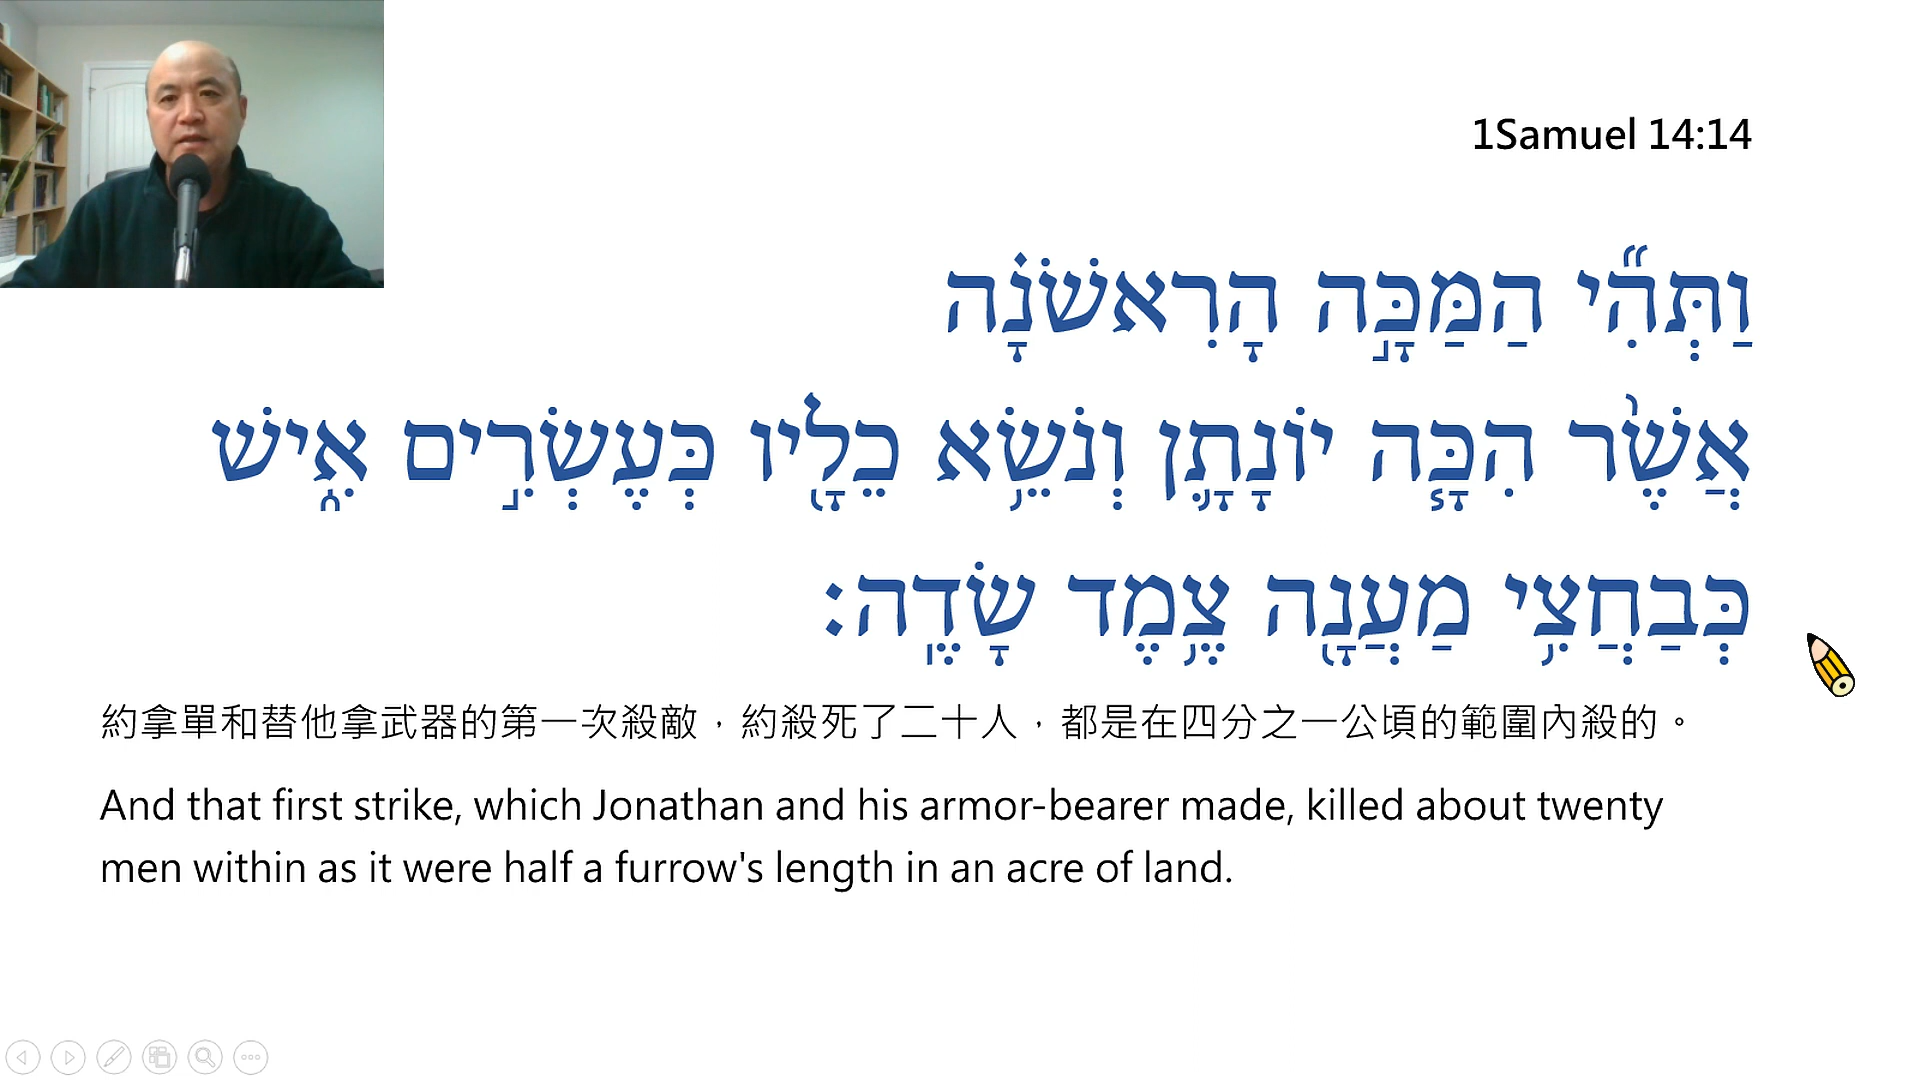 1Samuel 14:14
וַתְּהִ֞י הַמַּכָּ֣ה הָרִאשֹׁנָ֗ה
אֲשֶׁ֨ר הִכָּ֧ה יוֹנָתָ֛ן וְנֹשֵׂ֥א כֵלָ֖יו כְּעֶשְׂרִ֣ים אִ֑ישׁ
כְּבַחֲצִ֥י מַעֲנָ֖ה צֶ֥מֶד שָׂדֶֽה׃
約拿單和替他拿武器的第一次殺敵，約殺死了二十人，都是在四分之一公頃的範圍內殺的。
And that first strike, which Jonathan and his armor-bearer made, killed about twenty
men within as it were half a furrow's length in an acre of land.